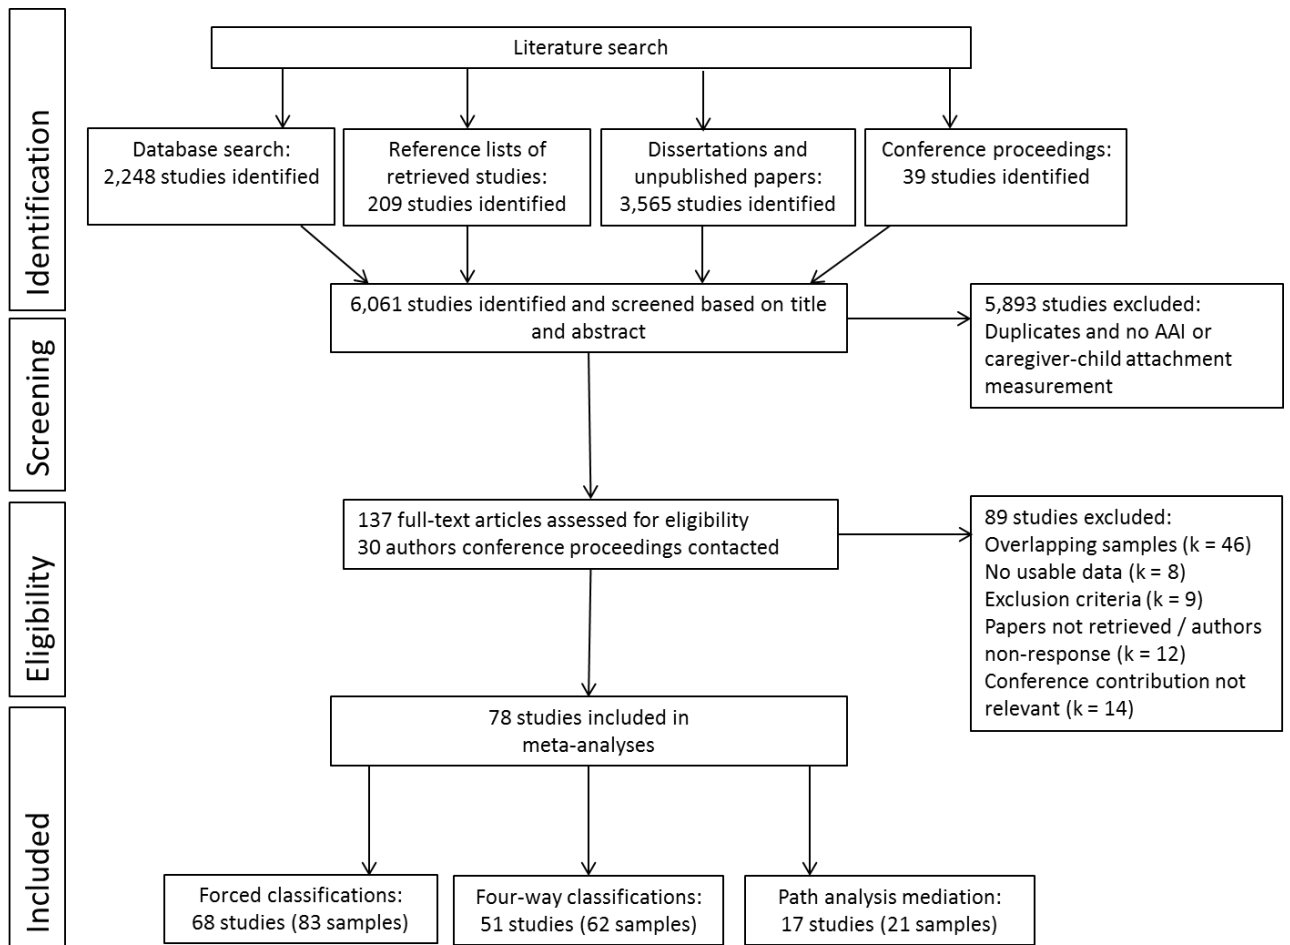 Identification
Literature search
Database search:
2,248 studies identified
Reference lists of
retrieved studies:
209 studies identified
Dissertations and
unpublished papers:
3,565 studies identified
Conference proceedings:
39 studies identified
6,061 studies identified and screened based on title
and abstract
5,893 studies excluded:
Duplicates and no AAI or
caregiver-child attachment
measurement
Screening
Eligibility
137 full-text articles assessed for eligibility
30 authors conference proceedings contacted
89 studies excluded:
Overlapping samples (k = 46)
No usable data (k = 8)
Exclusion criteria (k = 9)
Papers not retrieved / authors
non-response (k = 12)
Conference contribution not
relevant (k = 14)
Included
78 studies included in
meta-analyses
Forced classifications:
68 studies (83 samples)
Four-way classifications:
51 studies (62 samples)
Path analysis mediation:
17 studies (21 samples)